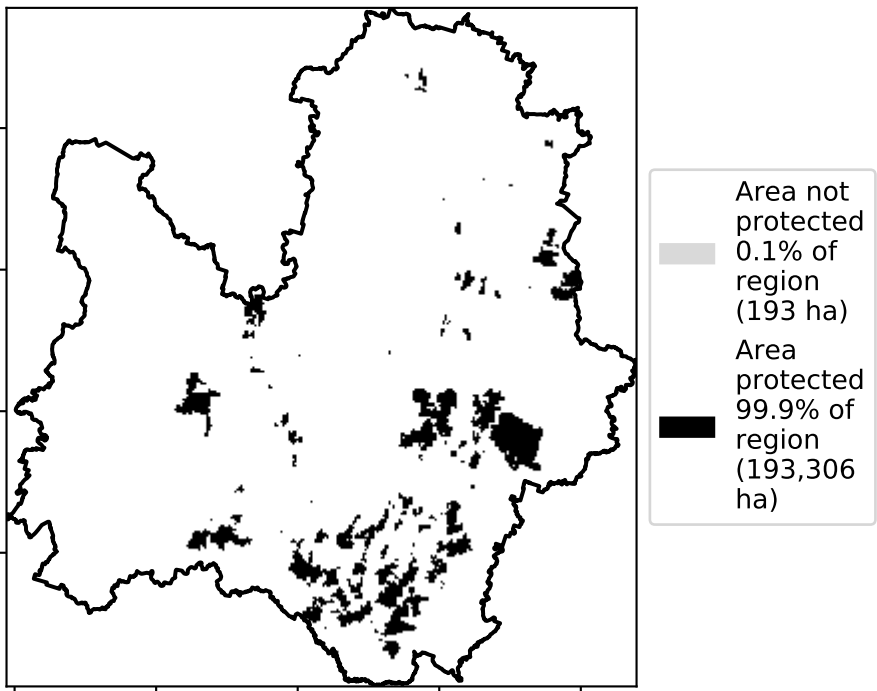 Area not
protected
0.1% of
region
(193 ha)
Area
protected
99.9% of
region
(193,306
ha)